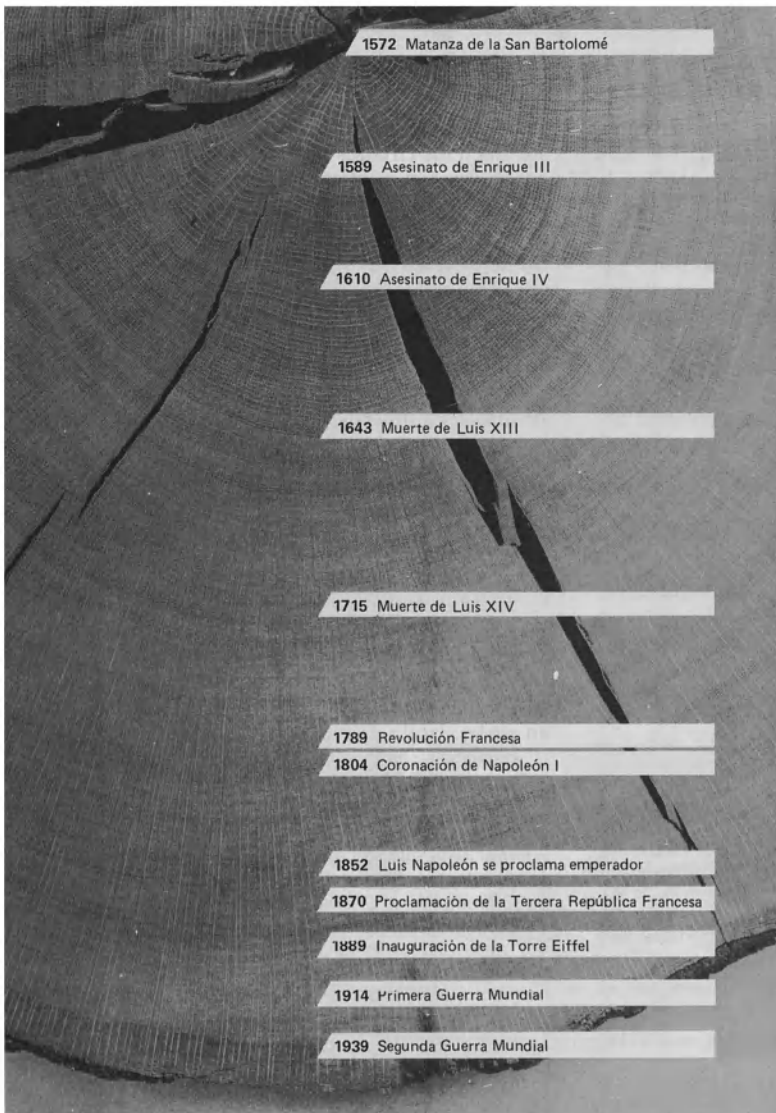 1572 Matanza de la San Bartolomé
1589 Asesinato de Enrique III
1610 Asesinato de Enrique IV
1643 Muerte de Luis XIII
1715 Muerte de Luis XIV
1789 Revolución Francesa
1804 Coronación de Napoleón I
1852 Luis Napoleón se proclama emperador
1870 Proclamación de la Tercera República Francesa
1889 Inauguración de la Torre Eiffel
1914 Primera Guerra Mundial
1939 Segunda Guerra Mundial